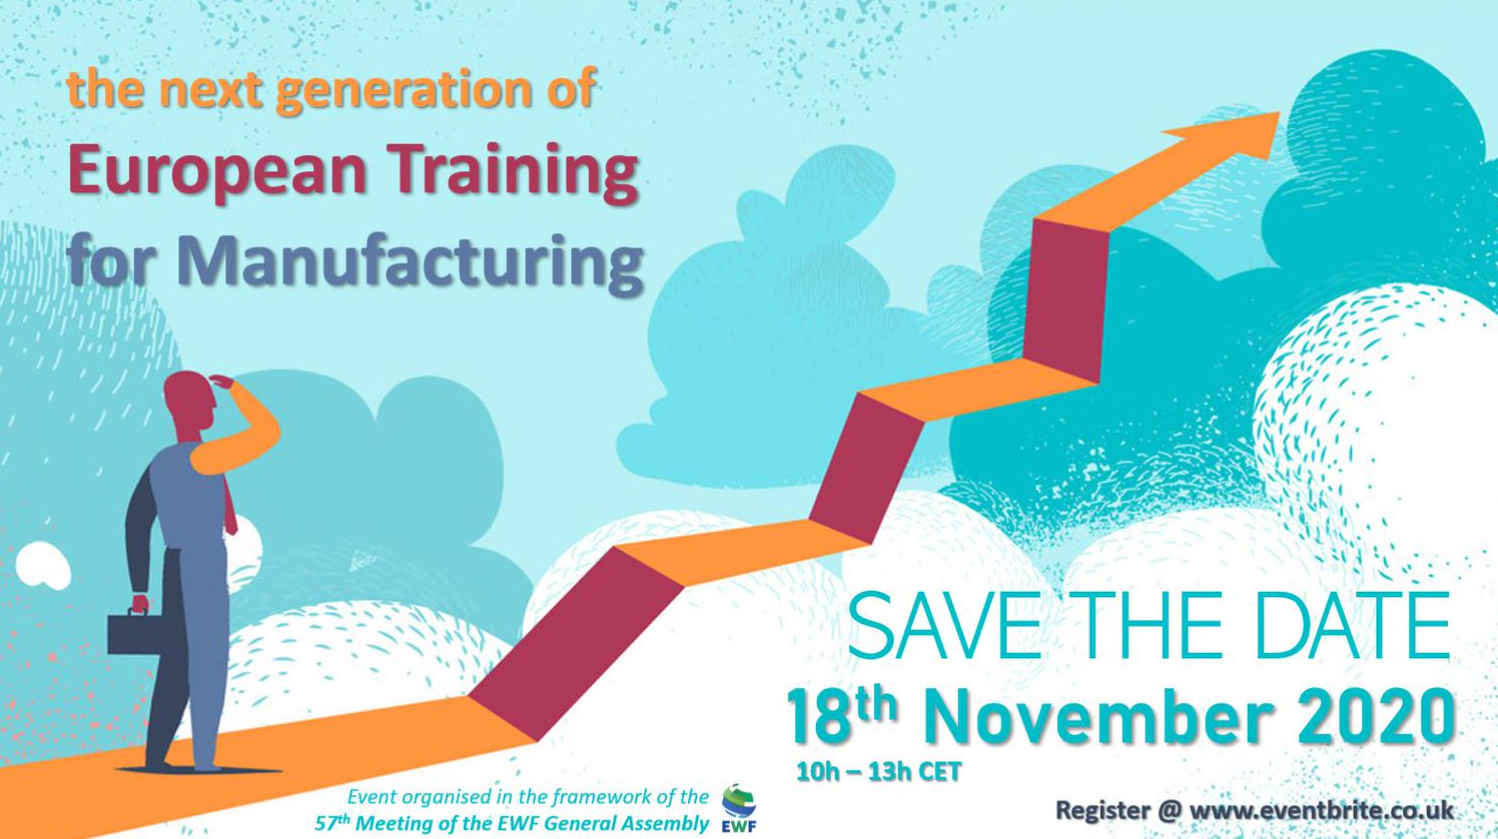 the next generation of
European Training
for Manufacturing
SAVE THE DATE
18th November 2020
10h – 13h CET
Event organised in the framework of the
57th Meeting of the EWF General Assembly
EWF
Register @ www.eventbrite.co.uk